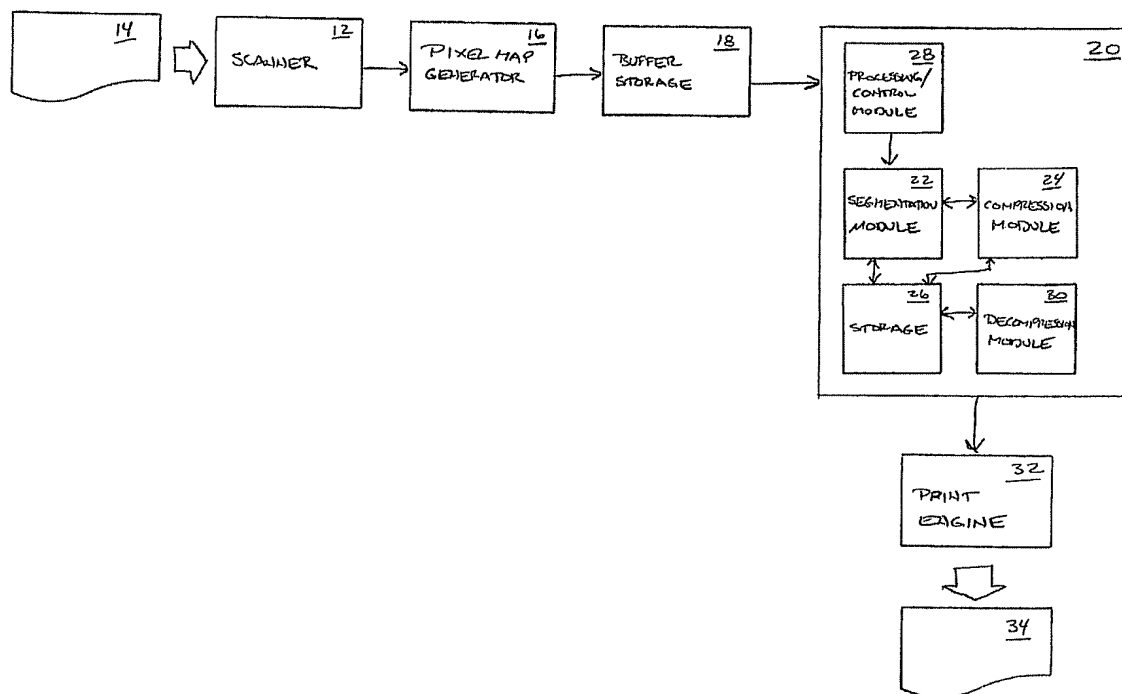 14
12
SCANNER
16
PIXEL MAP
GENERATOR
18
BUFFER
STORAGE
20
28
PROCESSING/
CONTROL
MODULE
22
SEGMENTATION
MODULE
24
COMPRESSION
MODULE
26
STORAGE
30
DECOMPRESSION
MODULE
32
PRINT
ENGINE
34